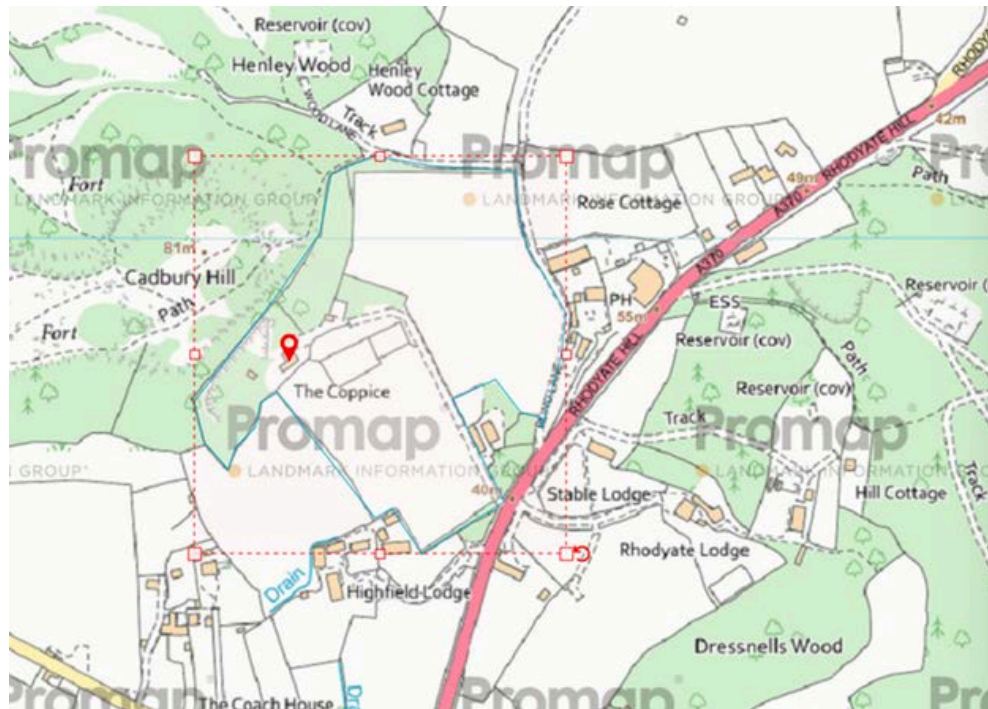 Reservoir (cov)
Henley Wood
Henley
Wood Cottage
WOOD LANE
Track
RHODYATE HILL
42m
Promap
LANDMARK INFORMATION GROUP
Promap
LANDMARK INFORMATION GROUP
Fort
49m
Path
Rose Cottage
A370
81m
Cadbury Hill
Path
Fort
A370
PH
55m
ESS
Reservoir (cov)
Reservoir (cov)
Path
Reservoir (cov)
RHODYATE HILL
The Coppice
Promap
LANDMARK INFORMATION GROUP
Promap
LANDMARK INFORMATION
Track
Track
GROUP
40m
Stable Lodge
Hill Cottage
Rhodyate Lodge
Drain
Highfield Lodge
Dressnells Wood
The Coach House
Promap
Promap